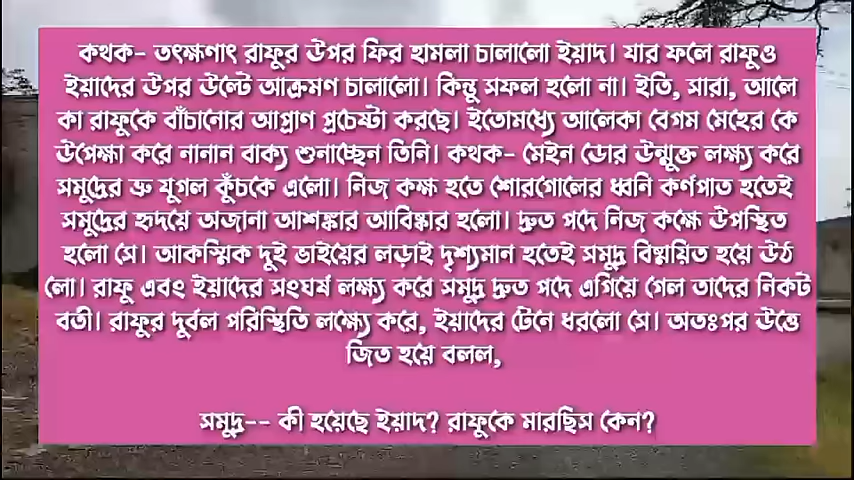 কথক- তৎক্ষণাৎ রাফুর উপর ফির হামলা চালালো ইয়াদ। যার ফলে রাফুও
ইয়াদের উপর উল্টে আক্রমণ চালালো। কিন্তু সফল হলো না। ইতি, সারা, আলে
কা রাফুকে বাঁচানোর আপ্রাণ প্রচেষ্টা করছে। ইতোমধ্যে আলেকা বেগম মেহের কে
উপেক্ষা করে নানান বাক্য শুনাচ্ছেন তিনি। কথক- মেইন ডোর উন্মুক্ত লক্ষ্য করে
সমুদ্রের ভ্রু যুগল কুঁচকে এলো। নিজ কক্ষ হতে শোরগোলের ধ্বনি কর্ণপাত হতেই
সমুদ্রের হৃদয়ে অজানা আশঙ্কার আবিষ্কার হলো। দ্রুত পদে নিজ কক্ষে উপস্থিত
হলো সে। আকস্মিক দুই ভাইয়ের লড়াই দৃশ্যমান হতেই সমুদ্র বিষ্ময়িত হয়ে উঠ
লো। রাফু এবং ইয়াদের সংঘর্ষ লক্ষ্য করে সমুদ্র দ্রুত পদে এগিয়ে গেল তাদের নিকট
বর্তী। রাফুর দুর্বল পরিস্থিতি লক্ষ্যে করে, ইয়াদের টেনে ধরলো সে। অতঃপর উত্তে
জিত হয়ে বলল,
সমুদ্র-- কী হয়েছে ইয়াদ? রাফুকে মারছিস কেন?